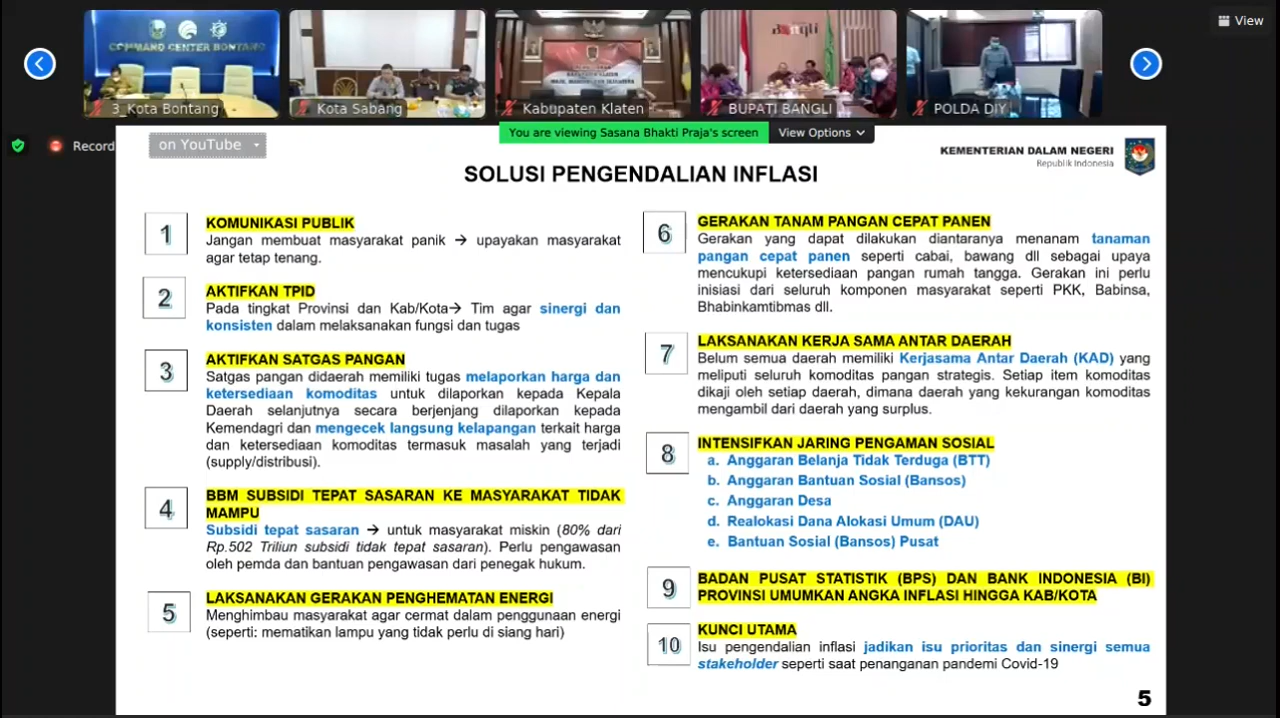 View
COMMAND CENTER BONTANG
3_Kota Bontang
Kota Sabang
Kabupaten Klaten
BUPATI BANGLI
POLDA DIY
You are viewing Sasana Bhakti Praja's screen
View Options
Record
on YouTube
KEMENTERIAN DALAM NEGERI
Republik Indonesia
SOLUSI PENGENDALIAN INFLASI
1
KOMUNIKASI PUBLIK
Jangan membuat masyarakat panik → upayakan masyarakat
agar tetap tenang.
2
AKTIFKAN TPID
Pada tingkat Provinsi dan Kab/Kota→ Tim agar sinergi dan
konsisten dalam melaksanakan fungsi dan tugas
3
AKTIFKAN SATGAS PANGAN
Satgas pangan didaerah memiliki tugas melaporkan harga dan
ketersediaan komoditas untuk dilaporkan kepada Kepala
Daerah selanjutnya secara berjenjang dilaporkan kepada
Kemendagri dan mengecek langsung kelapangan terkait harga
dan ketersediaan komoditas termasuk masalah yang terjadi
(supply/distribusi).
4
BBM SUBSIDI TEPAT SASARAN KE MASYARAKAT TIDAK
MAMPU
Subsidi tepat sasaran → untuk masyarakat miskin (80% dari
Rp.502 Triliun subsidi tidak tepat sasaran). Perlu pengawasan
oleh pemda dan bantuan pengawasan dari penegak hukum.
5
LAKSANAKAN GERAKAN PENGHEMATAN ENERGI
Menghimbau masyarakat agar cermat dalam penggunaan energi
(seperti: mematikan lampu yang tidak perlu di siang hari)
6
GERAKAN TANAM PANGAN CEPAT PANEN
Gerakan yang dapat dilakukan diantaranya menanam tanaman
pangan cepat panen seperti cabai, bawang dll sebagai upaya
mencukupi ketersediaan pangan rumah tangga. Gerakan ini perlu
inisiasi dari seluruh komponen masyarakat seperti PKK, Babinsa,
Bhabinkamtibmas dll.
7
LAKSANAKAN KERJA SAMA ANTAR DAERAH
Belum semua daerah memiliki Kerjasama Antar Daerah (KAD) yang
meliputi seluruh komoditas pangan strategis. Setiap item komoditas
dikaji oleh setiap daerah, dimana daerah yang kekurangan komoditas
mengambil dari daerah yang surplus.
8
INTENSIFKAN JARING PENGAMAN SOSIAL
a. Anggaran Belanja Tidak Terduga (BTT)
b. Anggaran Bantuan Sosial (Bansos)
c. Anggaran Desa
d. Realokasi Dana Alokasi Umum (DAU)
e. Bantuan Sosial (Bansos) Pusat
9
BADAN PUSAT STATISTIK (BPS) DAN BANK INDONESIA (BI)
PROVINSI UMUMKAN ANGKA INFLASI HINGGA KAB/KOTA
10
KUNCI UTAMA
Isu pengendalian inflasi jadikan isu prioritas dan sinergi semua
stakeholder seperti saat penanganan pandemi Covid-19
5